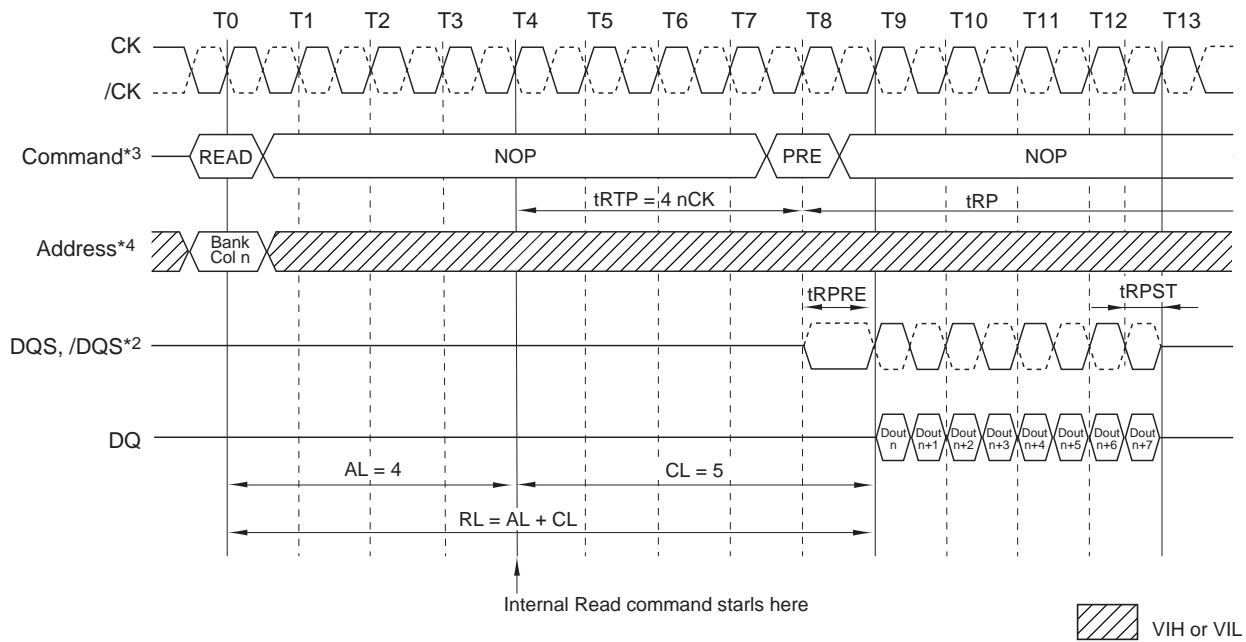 T0 T1 T2 T3 T4 T5 T6 T7 T8 T9 T10 T11 T12 T13
CK
/CK
Command*3 READ NOP PRE NOP
tRTP = 4 nCK tRP
Address*4 Bank
Col n
tRPRE tRPST
DQS, /DQS*2
DQ Dout
n Dout
n+1 Dout
n+2 Dout
n+3 Dout
n+4 Dout
n+5 Dout
n+6 Dout
n+7
AL = 4 CL = 5
RL = AL + CL
Internal Read command starls here
VIH or VIL